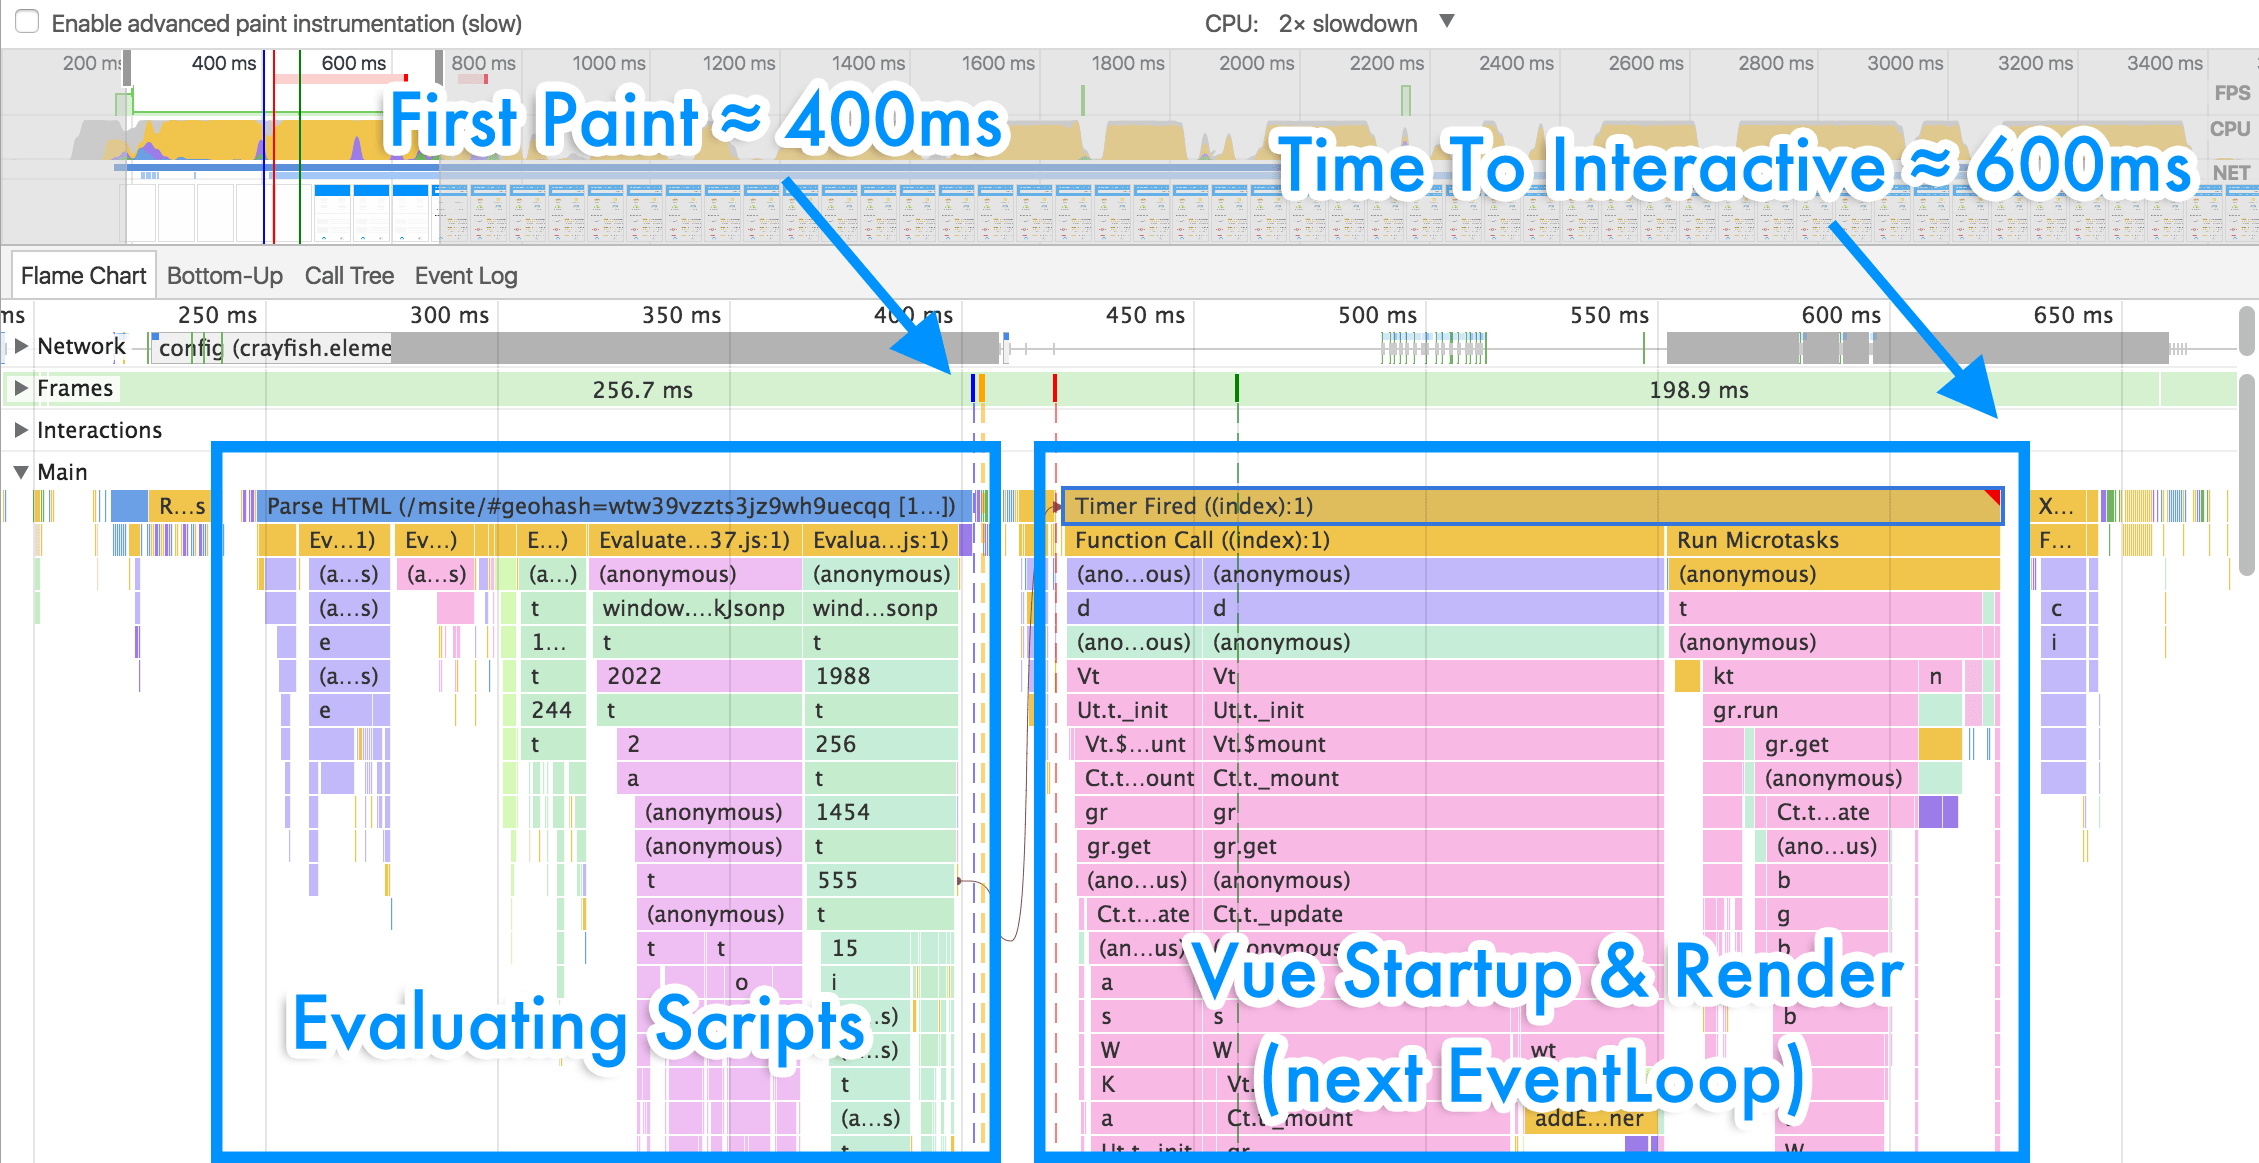 Enable advanced paint instrumentation (slow)
CPU: 2× slowdown ▼
200 ms 400 ms 600 ms 800 ms 1000 ms 1200 ms 1400 ms 1600 ms 1800 ms 2000 ms 2200 ms 2400 ms 2600 ms 2800 ms 3000 ms 3200 ms 3400 ms
FPS
First Paint ≈ 400ms
CPU
Time To Interactive ≈ 600ms
NET
Flame Chart Bottom-Up Call Tree Event Log
ms 250 ms 300 ms 350 ms 400 ms 450 ms 500 ms 550 ms 600 ms 650 ms
▶ Network config (crayfish.eleme
▶ Frames 256.7 ms 198.9 ms
▶ Interactions
▼ Main
R...s Parse HTML (/msite/#geohash=wtw39vzzts3jz9wh9uecqq [1...]) Timer Fired ((index):1) X...
Ev...1) Ev...) E...) Evaluate...37.js:1) Evalua...js:1) Function Call ((index):1) Run Microtasks F...
(a...s) (a...s) (a...) (anonymous) (anonymous) (ano...ous) (anonymous) (anonymous)
(a...s) t window....kJsonp wind...sonp d d t c
e 1... t t (ano...ous) (anonymous) (anonymous) i
(a...s) t 2022 1988 Vt Vt kt n
e 244 t t Ut.t._init Ut.t._init gr.run
t 2 256 Vt.$...unt Vt.$mount gr.get
a t Ct.t...ount Ct.t._mount (anonymous)
(anonymous) 1454 gr gr Ct.t...ate
(anonymous) t gr.get gr.get (ano...us)
t 555 (ano...us) (anonymous) b
(anonymous) t Ct.t...ate Ct.t._update g
t t 15 (an...us) b
o i a
Vue Startup & Render
Evaluating Scripts
s s b
W W wt
t K
(next EventLoop)
(a...s) a Ct.t._mount addE...ner